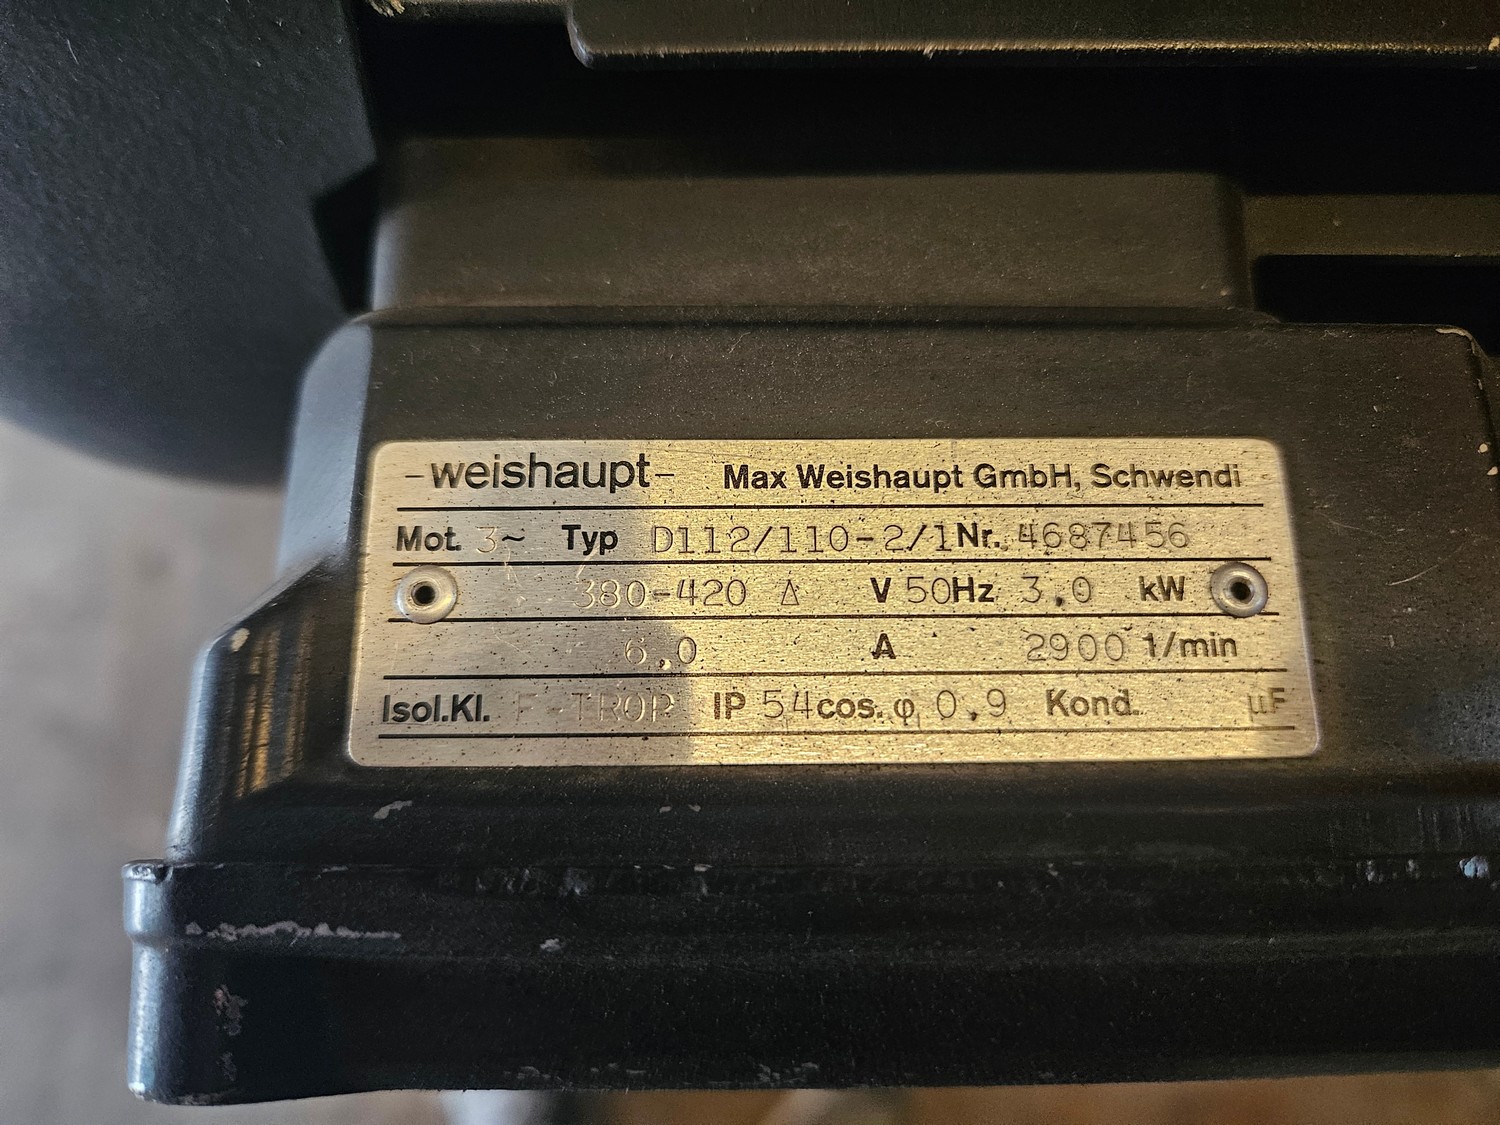 -weishaupt- Max Weishaupt GmbH, Schwendi
Mot. 3~ Typ D112/110-2/1 Nr. 4687456
380-420 Δ V 50Hz 3,0 kW
6,0 A 2900 1/min
Isol.Kl. F-TROP IP 54 cos. φ 0,9 Kond. µF